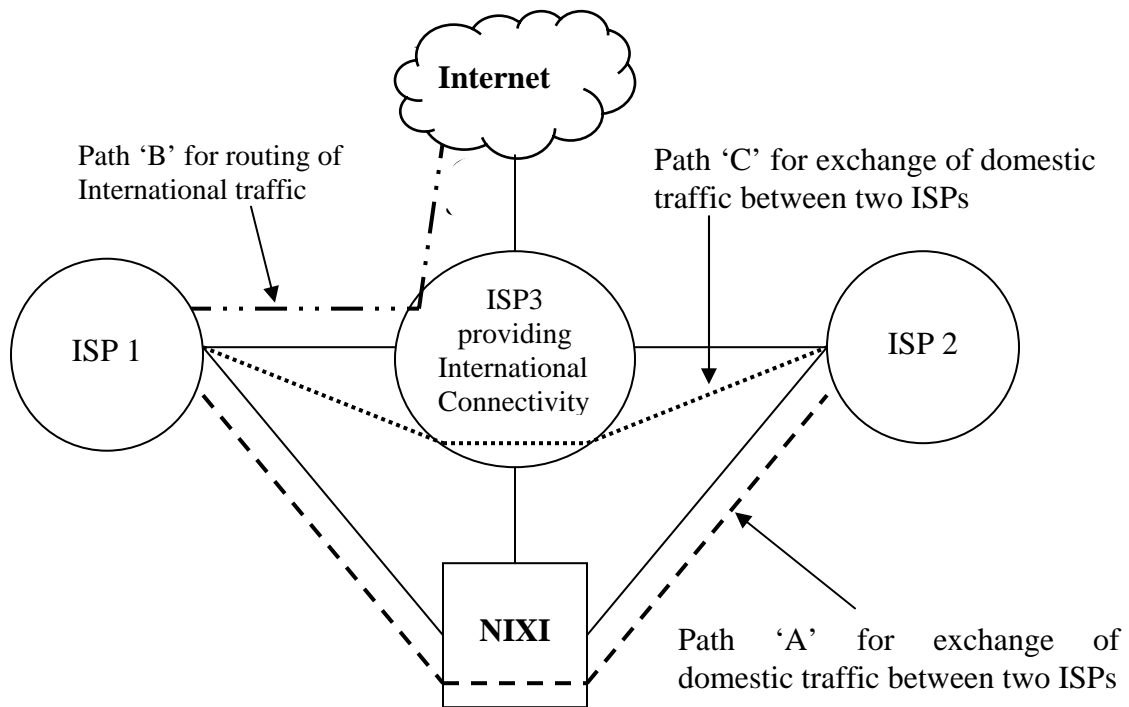 Internet
Path ‘B’ for routing of
International traffic
Path ‘C’ for exchange of domestic
traffic between two ISPs
ISP 1
ISP3
providing
International
Connectivity
ISP 2
NIXI
Path ‘A’ for exchange of
domestic traffic between two ISPs